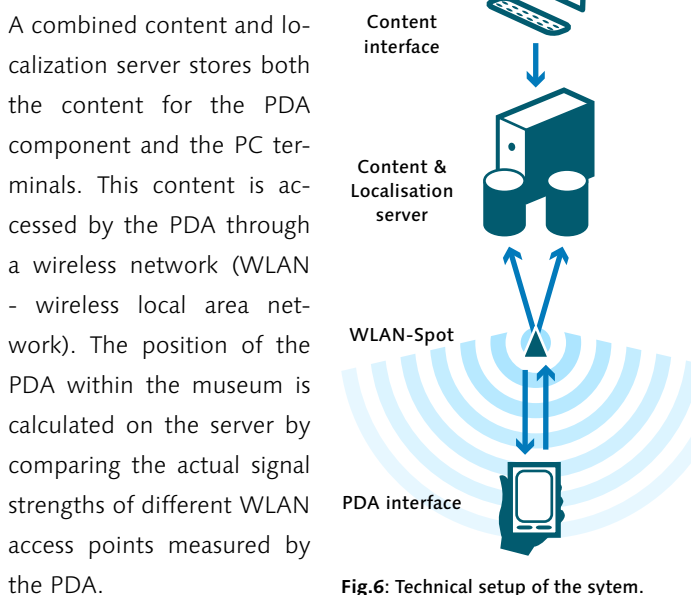 A combined content and lo-
calization server stores both
the content for the PDA
component and the PC ter-
minals. This content is ac-
cessed by the PDA through
a wireless network (WLAN
- wireless local area net-
work). The position of the
PDA within the museum is
calculated on the server by
comparing the actual signal
strengths of different WLAN
access points measured by
the PDA.
Content
interface
Content &
Localisation
server
WLAN-Spot
PDA interface
Fig.6: Technical setup of the sytem.